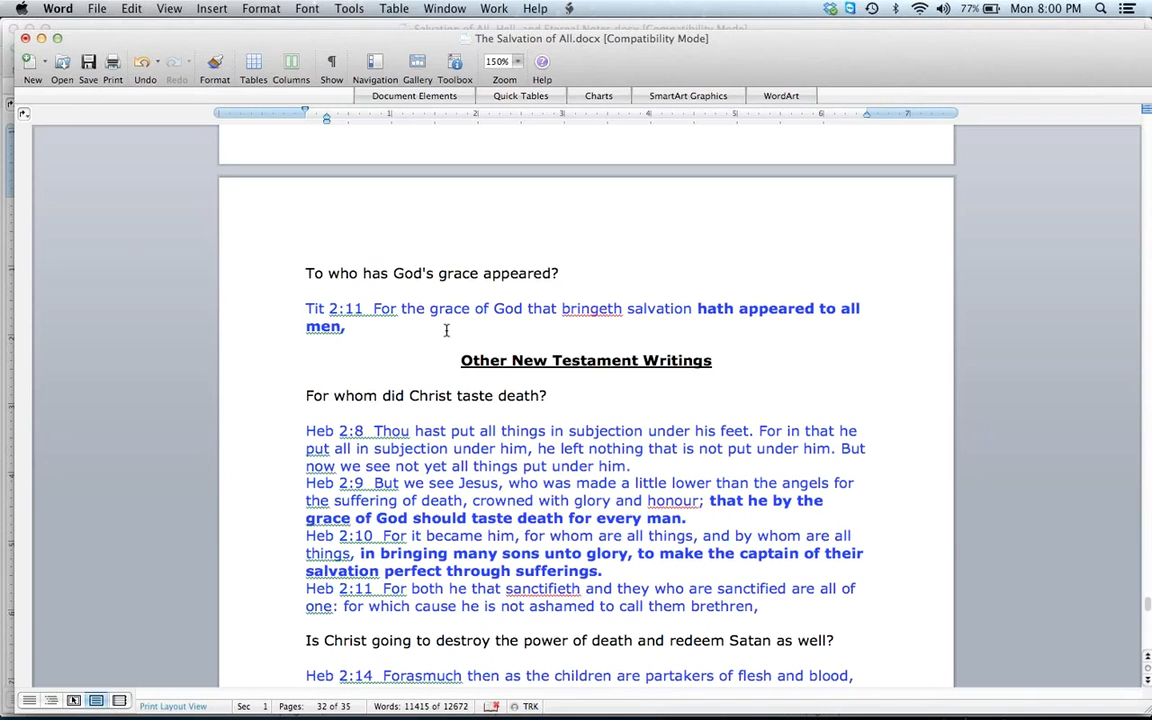 Word File Edit View Insert Format Font Tools Table Window Work Help 77% Mon 8:00 PM
The Salvation of All.docx [Compatibility Mode]
150%
New Open Save Print Undo Redo Format Tables Columns Show Navigation Gallery Toolbox Zoom Help
Document Elements Quick Tables Charts SmartArt Graphics WordArt
1 2 3 4 5 6 7
To who has God's grace appeared?
Tit 2:11 For the grace of God that bringeth salvation hath appeared to all
men,
Other New Testament Writings
For whom did Christ taste death?
Heb 2:8 Thou hast put all things in subjection under his feet. For in that he
put all in subjection under him, he left nothing that is not put under him. But
now we see not yet all things put under him.
Heb 2:9 But we see Jesus, who was made a little lower than the angels for
the suffering of death, crowned with glory and honour; that he by the
grace of God should taste death for every man.
Heb 2:10 For it became him, for whom are all things, and by whom are all
things, in bringing many sons unto glory, to make the captain of their
salvation perfect through sufferings.
Heb 2:11 For both he that sanctifieth and they who are sanctified are all of
one: for which cause he is not ashamed to call them brethren,
Is Christ going to destroy the power of death and redeem Satan as well?
Heb 2:14 Forasmuch then as the children are partakers of flesh and blood,
Print Layout View Sec 1 Pages: 32 of 35 Words: 11415 of 12672 TRK